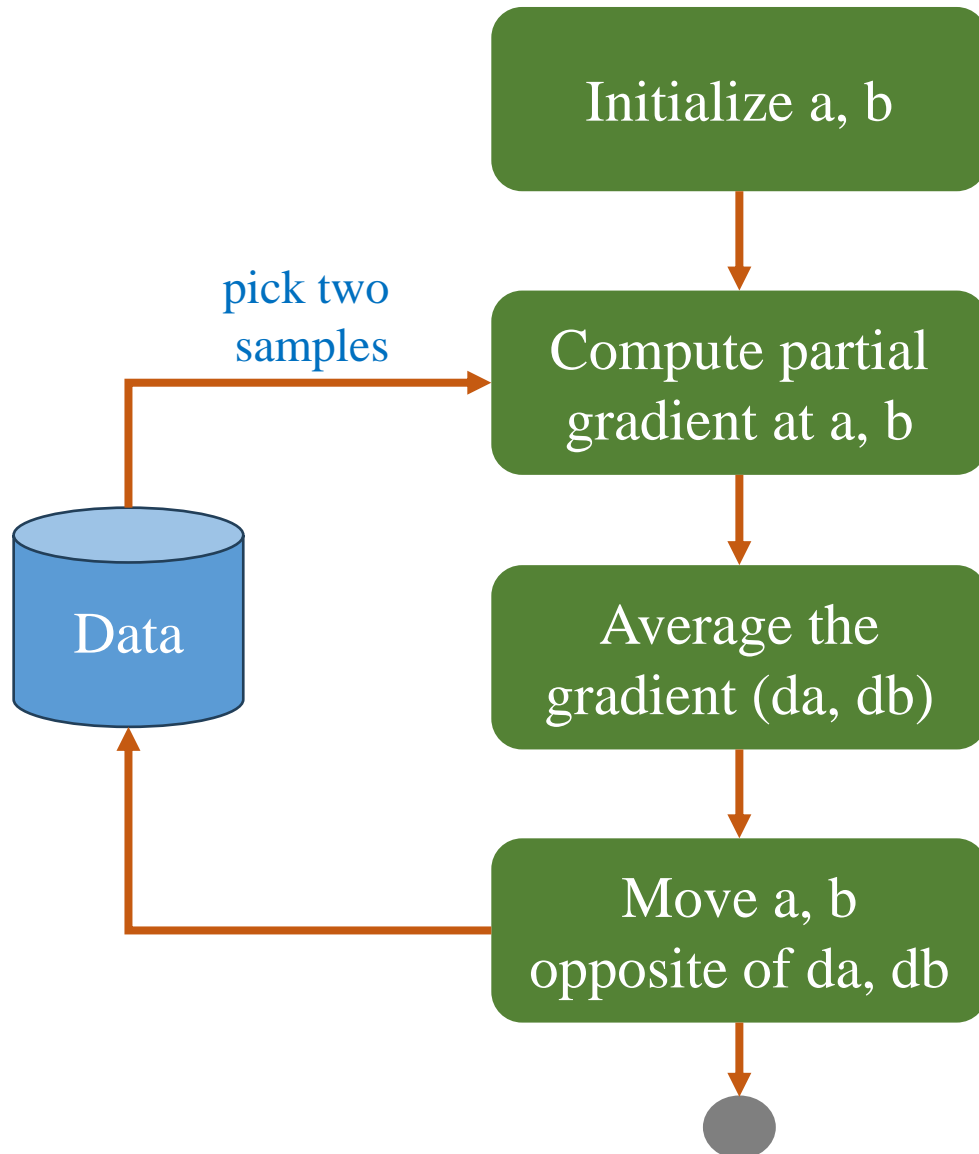 Initialize a, b
pick two
samples
Compute partial
gradient at a, b
Data
Average the
gradient (da, db)
Move a, b
opposite of da, db